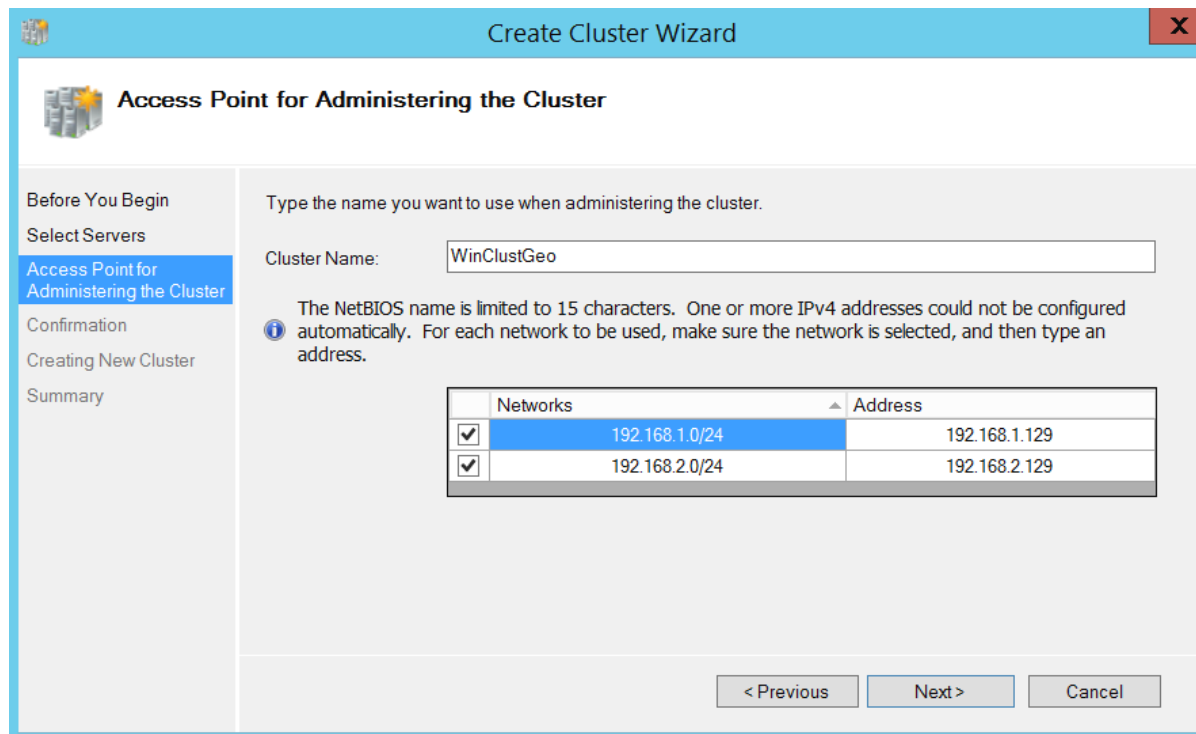 Create Cluster Wizard
X
Access Point for Administering the Cluster
Before You Begin
Select Servers
Access Point for
Administering the Cluster
Confirmation
Creating New Cluster
Summary
Type the name you want to use when administering the cluster.
Cluster Name: WinClustGeo
The NetBIOS name is limited to 15 characters. One or more IPv4 addresses could not be configured
automatically. For each network to be used, make sure the network is selected, and then type an
address.
Networks Address
192.168.1.0/24 192.168.1.129
192.168.2.0/24 192.168.2.129
< Previous Next > Cancel